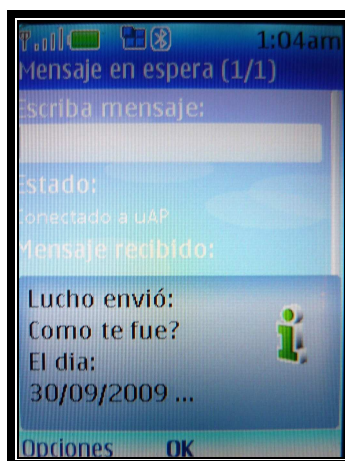 1:04am
Mensaje en espera (1/1)
Escriba mensaje:
Estado:
Conectado a uAP
Mensaje recibido:
Lucho envió:
Como te fue?
El dia:
30/09/2009 ...
Opciones OK